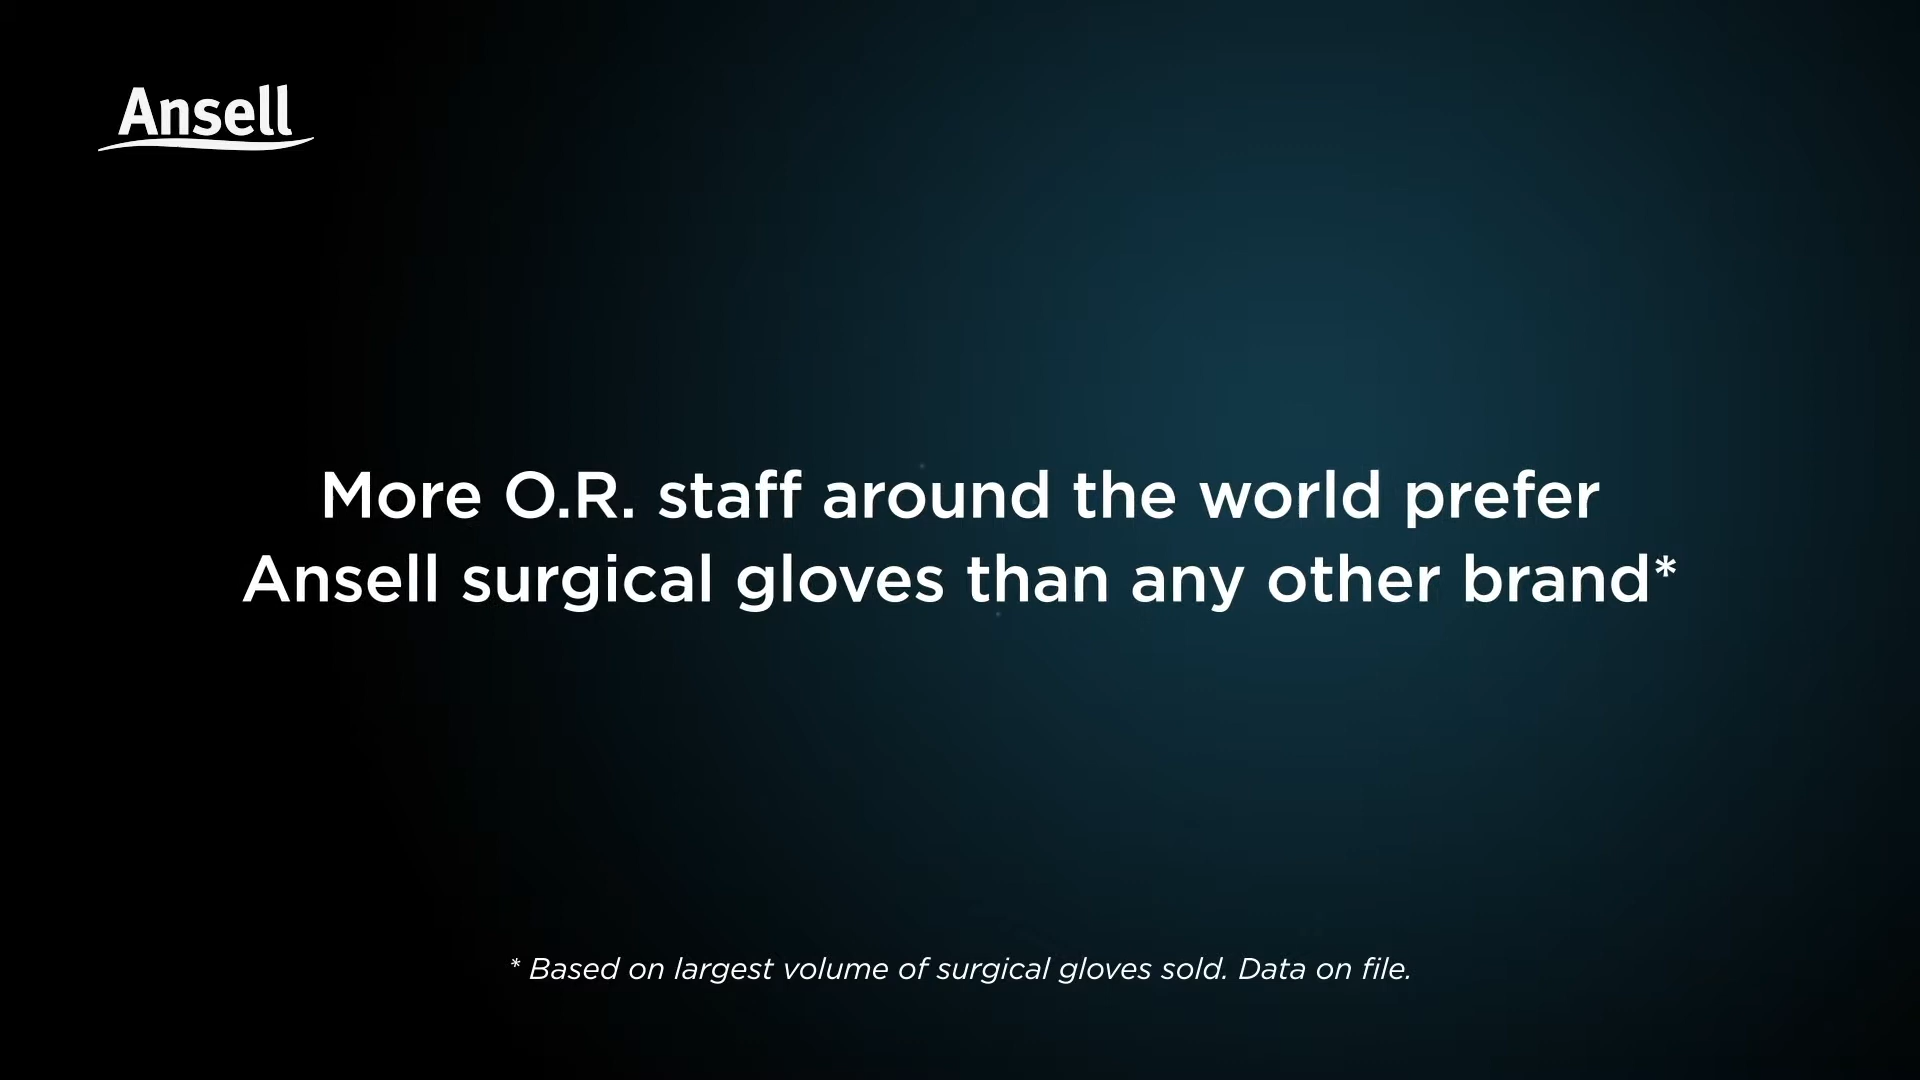 Ansell
More O.R. staff around the world prefer
Ansell surgical gloves than any other brand*
* Based on largest volume of surgical gloves sold. Data on file.